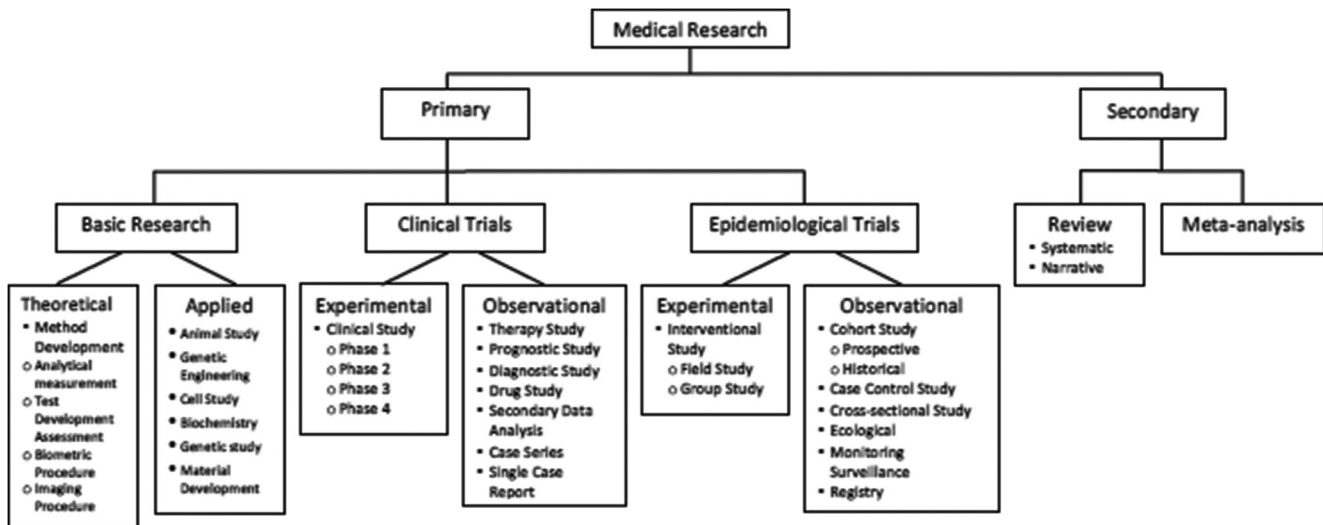 Medical Research
Primary
Secondary
Basic Research
Clinical Trials
Epidemiological Trials
Review
▪ Systematic
▪ Narrative
Meta-analysis
Theoretical
▪ Method
Development
○ Analytical
measurement
○ Test
Development
Assessment
○ Biometric
Procedure
○ Imaging
Procedure
Applied
• Animal Study
• Genetic
Engineering
• Cell Study
• Biochemistry
• Genetic study
• Material
Development
Experimental
▪ Clinical Study
○ Phase 1
○ Phase 2
○ Phase 3
○ Phase 4
Observational
▪ Therapy Study
▪ Prognostic Study
▪ Diagnostic Study
▪ Drug Study
▪ Secondary Data
Analysis
▪ Case Series
▪ Single Case
Report
Experimental
▪ Interventional
Study
○ Field Study
○ Group Study
Observational
▪ Cohort Study
○ Prospective
○ Historical
▪ Case Control Study
▪ Cross-sectional Study
▪ Ecological
▪ Monitoring
Surveillance
▪ Registry